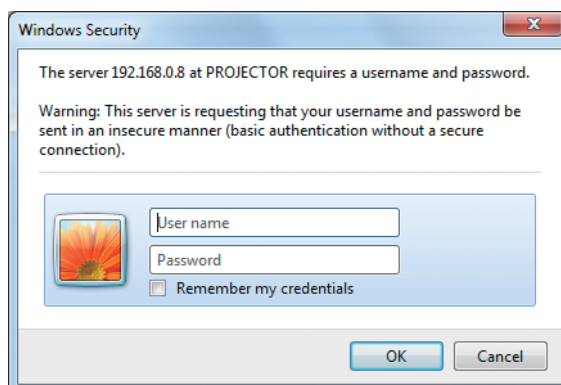 Windows Security
The server 192.168.0.8 at PROJECTOR requires a username and password.
Warning: This server is requesting that your username and password be
sent in an insecure manner (basic authentication without a secure
connection).
User name
Password
Remember my credentials
OK
Cancel